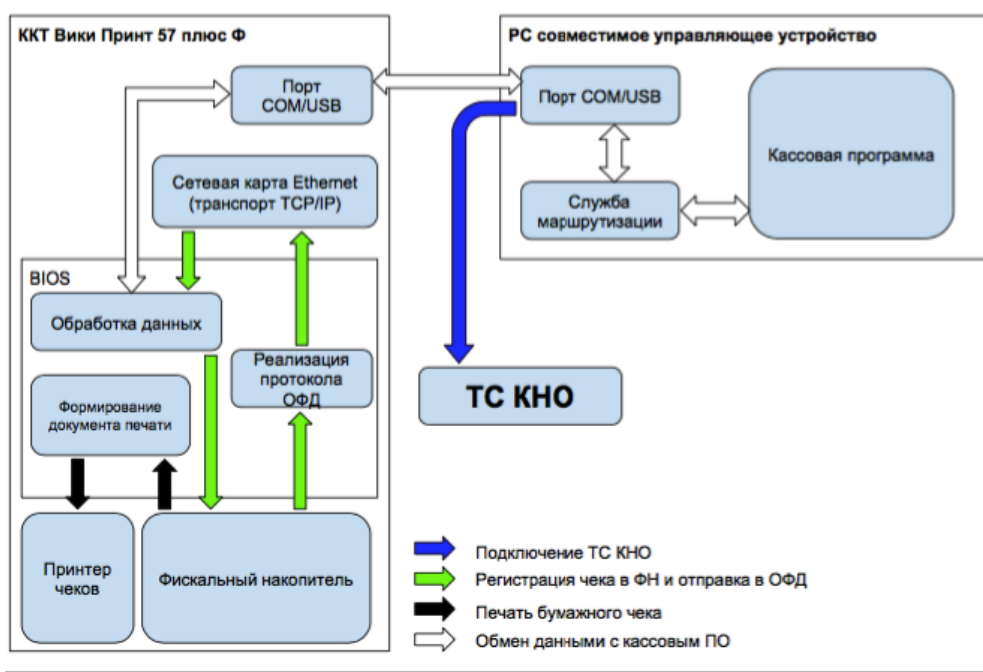 ККТ Вики Принт 57 плюс Ф
Порт
COM/USB
Сетевая карта Ethernet
(транспорт TCP/IP)
BIOS
Обработка данных
Реализация
протокола
ОФД
Формирование
документа печати
Принтер
чеков
Фискальный накопитель
PC совместимое управляющее устройство
Порт COM/USB
Служба
маршрутизации
Кассовая программа
ТС КНО
Подключение ТС КНО
Регистрация чека в ФН и отправка в ОФД
Печать бумажного чека
Обмен данными с кассовым ПО